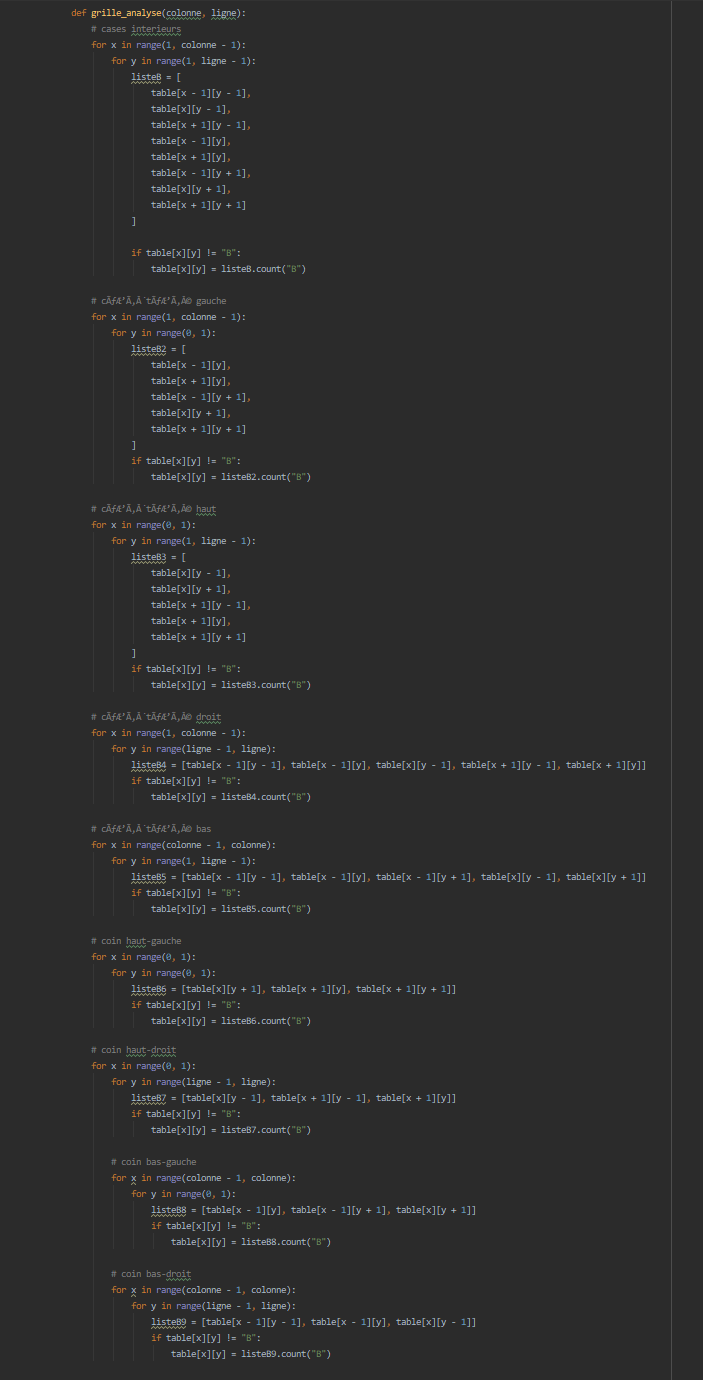 def grille_analyse(colonne, ligne):
# cases interieurs
for x in range(1, colonne - 1):
for y in range(1, ligne - 1):
listeB = [
table[x - 1][y - 1],
table[x][y - 1],
table[x + 1][y - 1],
table[x - 1][y],
table[x + 1][y],
table[x - 1][y + 1],
table[x][y + 1],
table[x + 1][y + 1]
]
if table[x][y] != "B":
table[x][y] = listeB.count("B")
# cÃƒÆ’Ã‚Â´tÃƒÆ’Ã‚Â© gauche
for x in range(1, colonne - 1):
for y in range(0, 1):
listeB2 = [
table[x - 1][y],
table[x + 1][y],
table[x - 1][y + 1],
table[x][y + 1],
table[x + 1][y + 1]
]
if table[x][y] != "B":
table[x][y] = listeB2.count("B")
# cÃƒÆ’Ã‚Â´tÃƒÆ’Ã‚Â© haut
for x in range(0, 1):
for y in range(1, ligne - 1):
listeB3 = [
table[x][y - 1],
table[x][y + 1],
table[x + 1][y - 1],
table[x + 1][y],
table[x + 1][y + 1]
]
if table[x][y] != "B":
table[x][y] = listeB3.count("B")
# cÃƒÆ’Ã‚Â´tÃƒÆ’Ã‚Â© droit
for x in range(1, colonne - 1):
for y in range(ligne - 1, ligne):
listeB4 = [table[x - 1][y - 1], table[x - 1][y], table[x][y - 1], table[x + 1][y - 1], table[x + 1][y]]
if table[x][y] != "B":
table[x][y] = listeB4.count("B")
# cÃƒÆ’Ã‚Â´tÃƒÆ’Ã‚Â© bas
for x in range(colonne - 1, colonne):
for y in range(1, ligne - 1):
listeB5 = [table[x - 1][y - 1], table[x - 1][y], table[x - 1][y + 1], table[x][y - 1], table[x][y + 1]]
if table[x][y] != "B":
table[x][y] = listeB5.count("B")
# coin haut-gauche
for x in range(0, 1):
for y in range(0, 1):
listeB6 = [table[x][y + 1], table[x + 1][y], table[x + 1][y + 1]]
if table[x][y] != "B":
table[x][y] = listeB6.count("B")
# coin haut-droit
for x in range(0, 1):
for y in range(ligne - 1, ligne):
listeB7 = [table[x][y - 1], table[x + 1][y - 1], table[x + 1][y]]
if table[x][y] != "B":
table[x][y] = listeB7.count("B")
# coin bas-gauche
for x in range(colonne - 1, colonne):
for y in range(0, 1):
listeB8 = [table[x - 1][y], table[x - 1][y + 1], table[x][y + 1]]
if table[x][y] != "B":
table[x][y] = listeB8.count("B")
# coin bas-droit
for x in range(colonne - 1, colonne):
for y in range(ligne - 1, ligne):
listeB9 = [table[x - 1][y - 1], table[x - 1][y], table[x][y - 1]]
if table[x][y] != "B":
table[x][y] = listeB9.count("B")